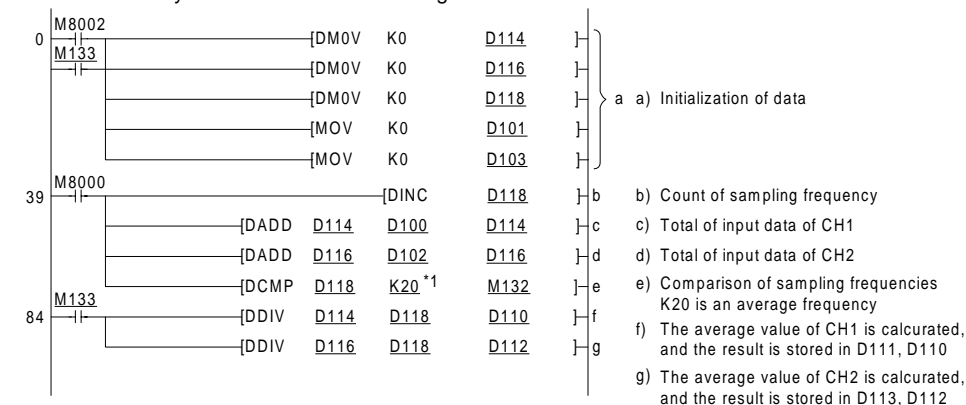 M8002
0 [DM0V K0 D114 ]
M133
[DM0V K0 D116 ]
[DM0V K0 D118 ] a a) Initialization of data
[MOV K0 D101 ]
[MOV K0 D103 ]
M8000
39 [DINC D118 ] b b) Count of sampling frequency
[DADD D114 D100 D114 ] c c) Total of input data of CH1
[DADD D116 D102 D116 ] d d) Total of input data of CH2
[DCMP D118 K20 *1 M132 ] e e) Comparison of sampling frequencies
K20 is an average frequency
M133
84 [DDIV D114 D118 D110 ] f f) The average value of CH1 is calcurated,
and the result is stored in D111, D110
[DDIV D116 D118 D112 ] g
g) The average value of CH2 is calcurated,
and the result is stored in D113, D112